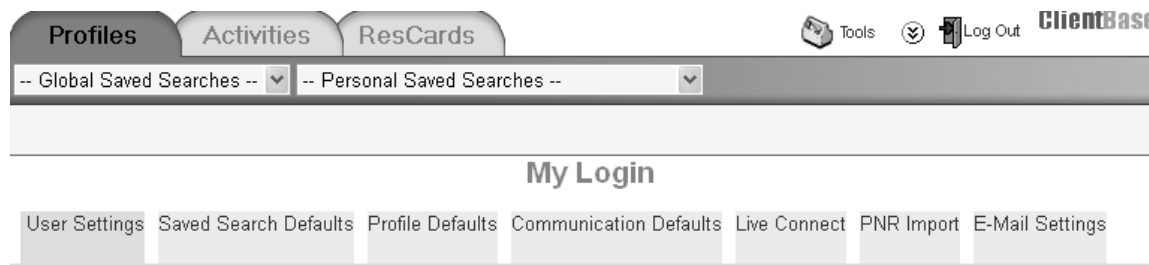 Profiles Activities ResCards Tools Log Out ClientBase
-- Global Saved Searches -- -- Personal Saved Searches --
My Login
User Settings Saved Search Defaults Profile Defaults Communication Defaults Live Connect PNR Import E-Mail Settings